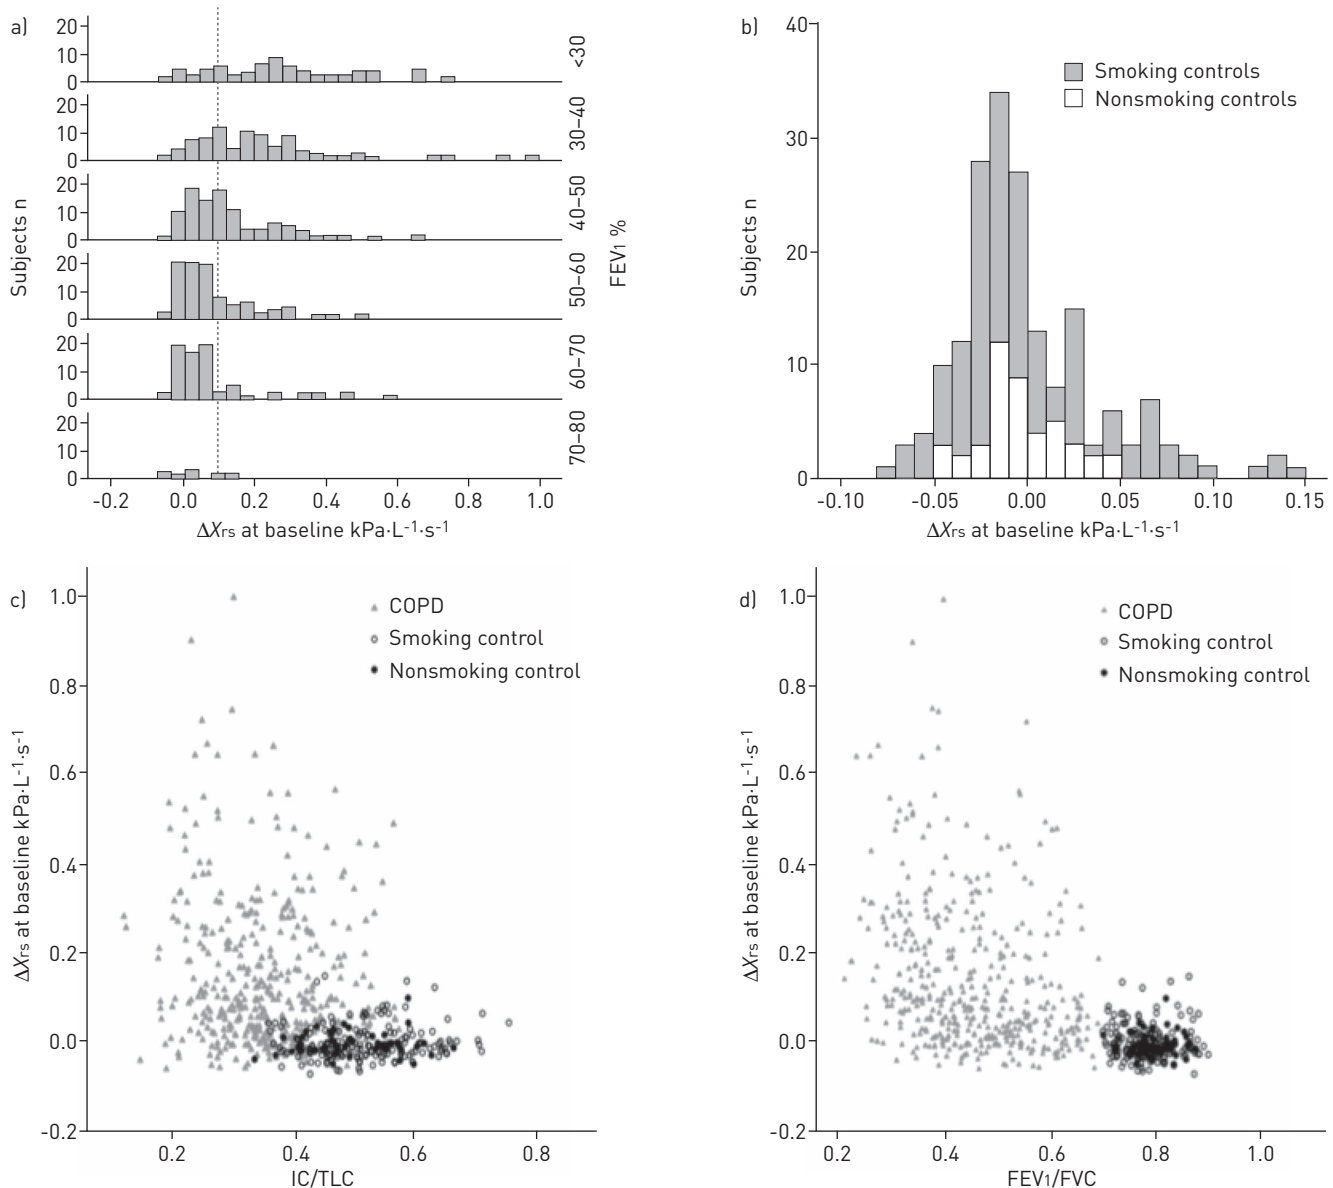 a)
Subjects n
20
10
0
<30
20
10
0
30–40
20
10
0
40–50
20
10
0
50–60
20
10
0
60–70
20
10
0
70–80
FEV1 %
-0.2 0.0 0.2 0.4 0.6 0.8 1.0
ΔXrs at baseline kPa·L-1·s-1
b)
Subjects n
40
30
20
10
0
Smoking controls
Nonsmoking controls
-0.10 -0.05 0.00 0.05 0.10 0.15
ΔXrs at baseline kPa·L-1·s-1
c)
ΔXrs at baseline kPa·L-1·s-1
1.0
0.8
0.6
0.4
0.2
0.0
-0.2
COPD
Smoking control
Nonsmoking control
0.2 0.4 0.6 0.8
IC/TLC
d)
ΔXrs at baseline kPa·L-1·s-1
1.0
0.8
0.6
0.4
0.2
0.0
-0.2
COPD
Smoking control
Nonsmoking control
0.2 0.4 0.6 0.8 1.0
FEV1/FVC